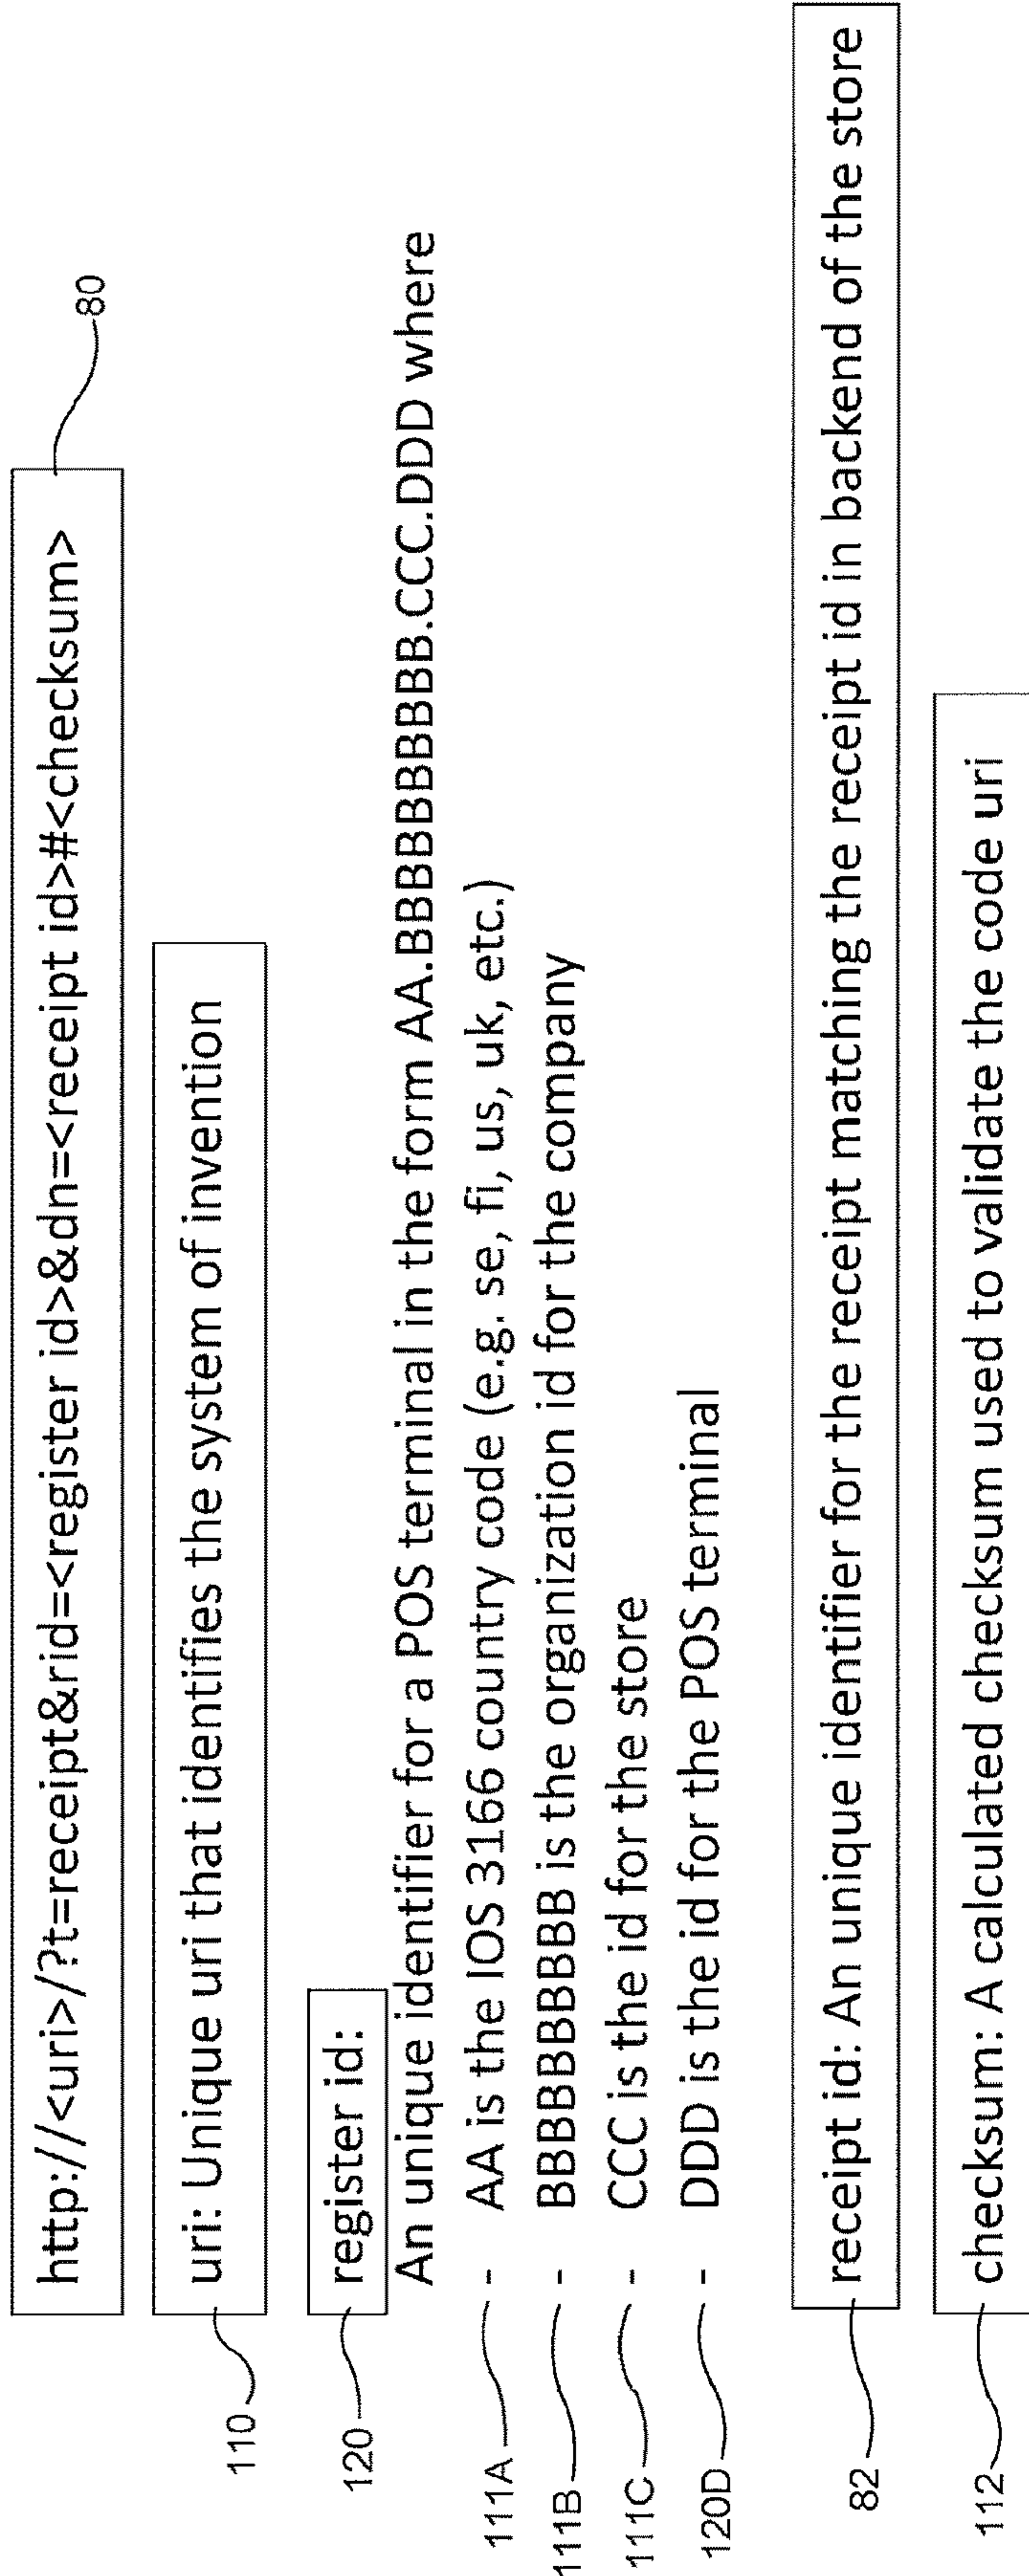 http://<uri>/?t=receipt&rid=<register id>&dn=<receipt id>#<checksum>
80
110
uri: Unique uri that identifies the system of invention
120
register id:
An unique identifier for a POS terminal in the form AA.BBBBBBBBBB.CCC.DDD where
111A
- AA is the IOS 3166 country code (e.g. se, fi, us, uk, etc.)
111B
- BBBBBBBBBB is the organization id for the company
111C
- CCC is the id for the store
120D
- DDD is the id for the POS terminal
82
receipt id: An unique identifier for the receipt matching the receipt id in backend of the store
112
checksum: A calculated checksum used to validate the code uri